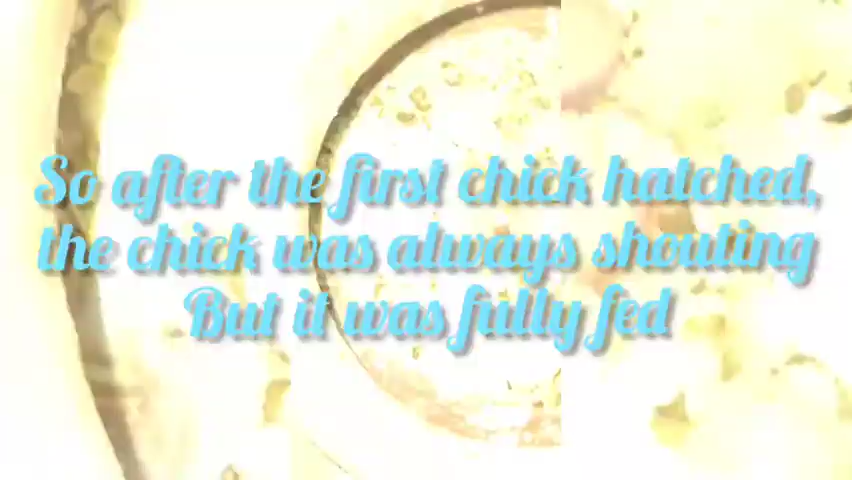 So after the first chick hatched,
the chick was always shouting
But it was fully fed